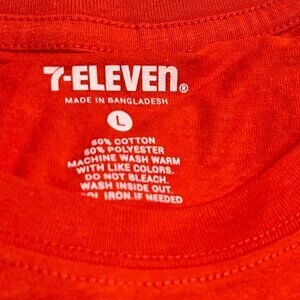 7-ELEVEN®
MADE IN BANGLADESH
L
50% COTTON
50% POLYESTER
MACHINE WASH WARM
WITH LIKE COLORS.
DO NOT BLEACH.
WASH INSIDE OUT.
IRON IF NEEDED